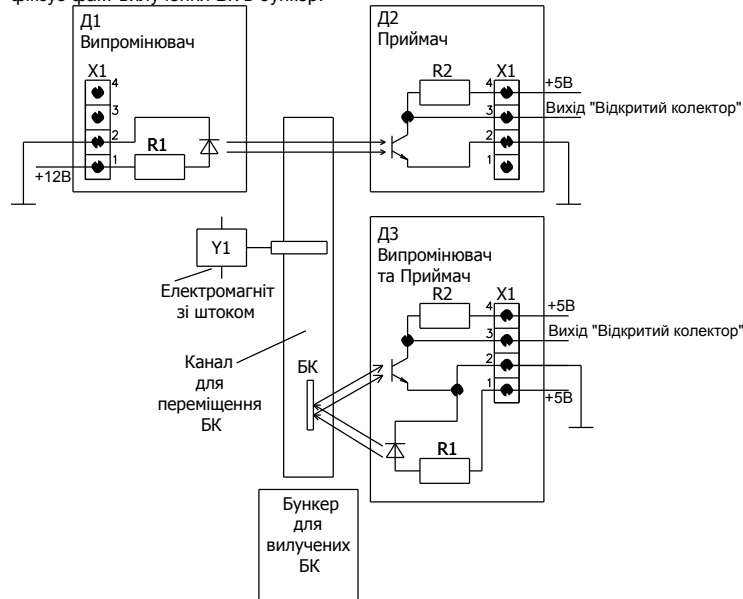 фіксує факт вилучення БК в бункер.
Д1
Випромінювач
X1
4
3
2
1
R1
+12В
Д2
Приймач
R2
X1
4
3
2
1
+5В
Вихід "Відкритий колектор"
Y1
Електромагніт
зі штоком
Канал
для
переміщення
БК
БК
Д3
Випромінювач
та Приймач
R2
X1
4
3
2
1
+5В
Вихід "Відкритий колектор"
+5В
R1
Бункер
для
вилучених
БК